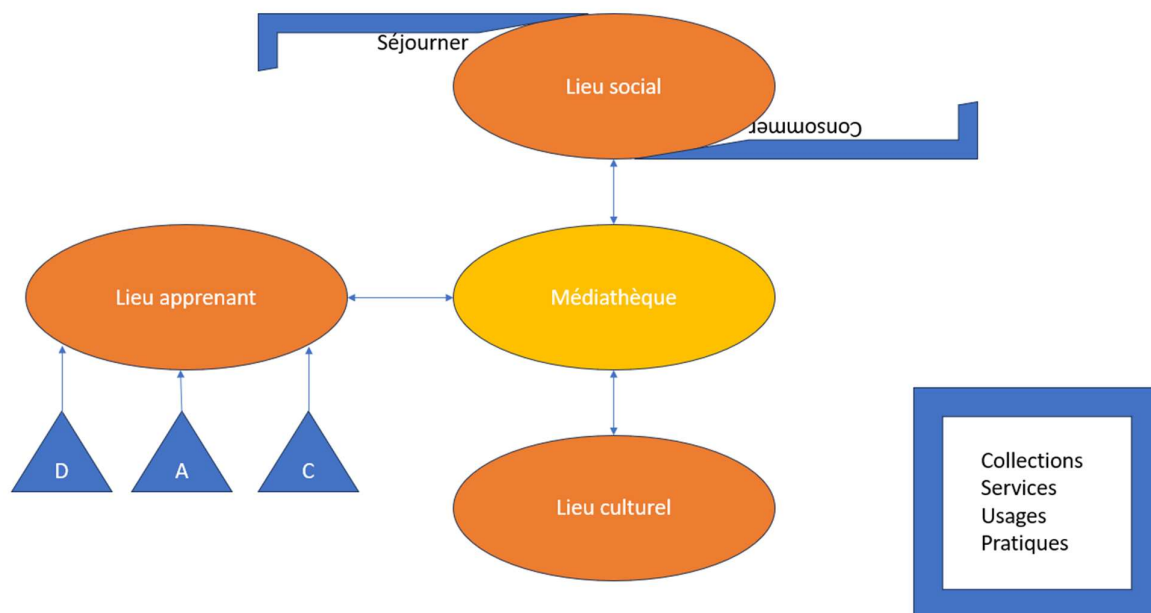 Séjourner
Lieu social
Consommer
Lieu apprenant
Médiathèque
D
A
C
Lieu culturel
Collections
Services
Usages
Pratiques